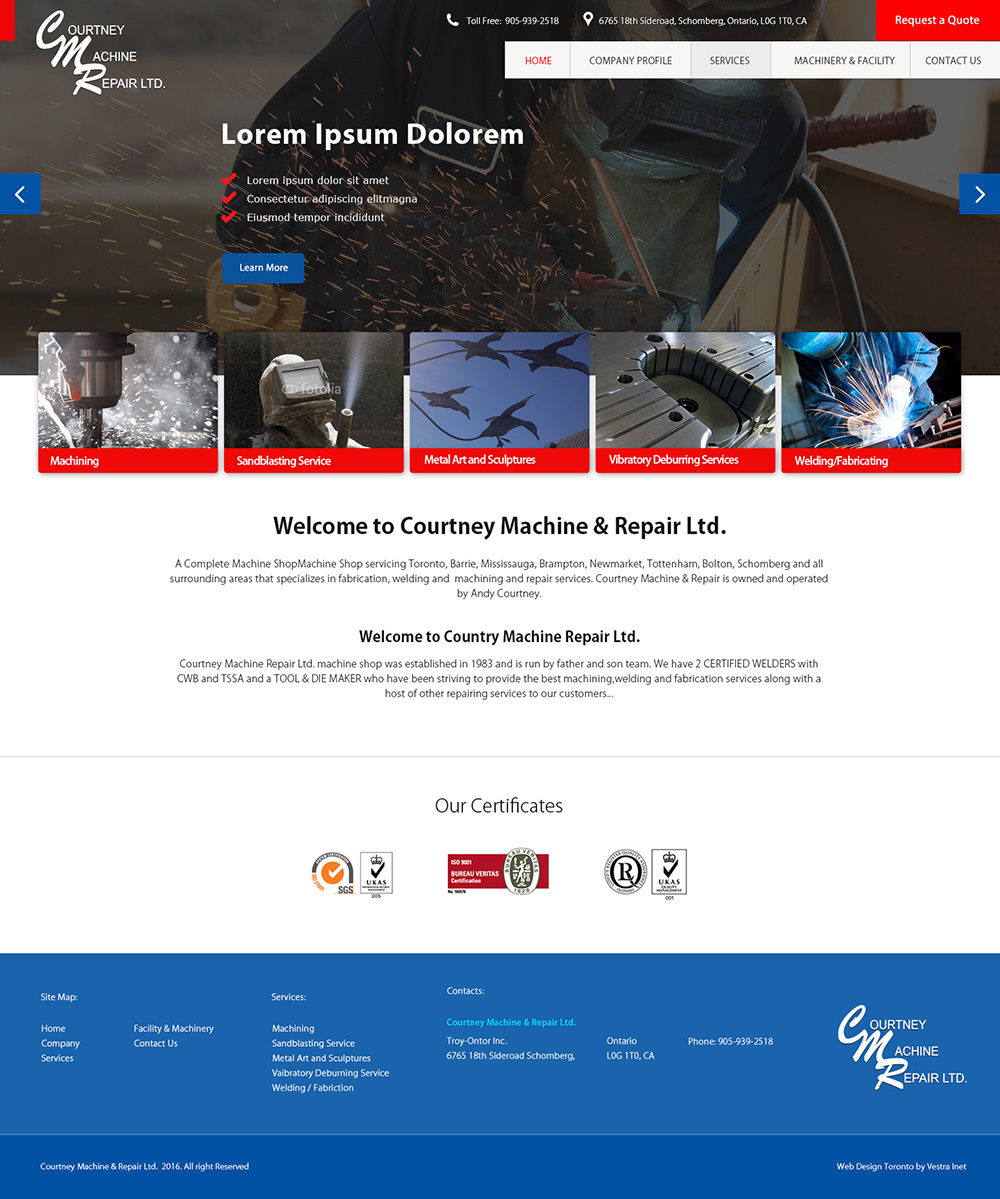 COURTNEY
MACHINE
REPAIR LTD.
Toll Free: 905-939-2518
6765 18th Sideroad, Schomberg, Ontario, L0G 1T0, CA
Request a Quote
HOME
COMPANY PROFILE
SERVICES
MACHINERY & FACILITY
CONTACT US
Lorem Ipsum Dolorem
Lorem ipsum dolor sit amet
Consectetur adipiscing elitmagna
Eiusmod tempor incididunt
Learn More
fotolia
Machining
Sandblasting Service
Metal Art and Sculptures
Vibratory Deburring Services
Welding/Fabricating
Welcome to Courtney Machine & Repair Ltd.
A Complete Machine ShopMachine Shop servicing Toronto, Barrie, Mississauga, Brampton, Newmarket, Tottenham, Bolton, Schomberg and all
surrounding areas that specializes in fabrication, welding and  machining and repair services. Courtney Machine & Repair is owned and operated
by Andy Courtney.
Welcome to Country Machine Repair Ltd.
Courtney Machine Repair Ltd. machine shop was established in 1983 and is run by father and son team. We have 2 CERTIFIED WELDERS with
CWB and TSSA and a TOOL & DIE MAKER who have been striving to provide the best machining,welding and fabrication services along with a
host of other repairing services to our customers...
Our Certificates
SGS
UKAS
005
ISO 9001
BUREAU VERITAS
Certification
BUREAU VERITAS
1828
R
UKAS
QUALITY
MANAGEMENT
001
Site Map:
Home
Company
Services
Facility & Machinery
Contact Us
Services:
Machining
Sandblasting Service
Metal Art and Sculptures
Vaibratory Deburning Service
Welding / Fabriction
Contacts:
Courtney Machine & Repair Ltd.
Troy-Ontor Inc.
6765 18th Sideroad Schomberg,
Ontario
L0G 1T0, CA
Phone: 905-939-2518
COURTNEY
MACHINE
REPAIR LTD.
Courtney Machine & Repair Ltd.  2016. All right Reserved
Web Design Toronto by Vestra Inet